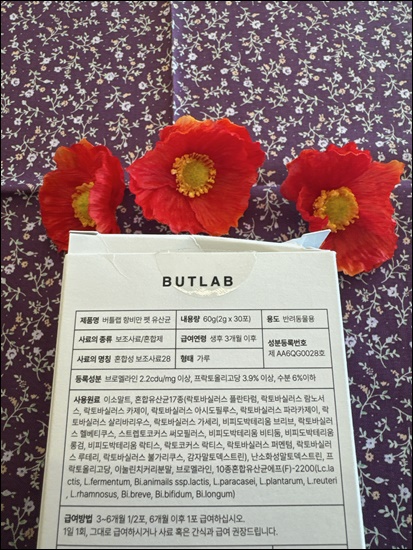 BUTLAB
제품명 버틀랩 항비만 펫 유산균 내용량 60g(2g x 30포) 용도 반려동물용
사료의 종류 보조사료/혼합제 급여연령 생후 3개월 이후 성분등록번호
제 AA6QG0028호
사료의 명칭 혼합성 보조사료28 형태 가루
등록성분 브로멜라인 2.2cdu/mg 이상, 프락토올리고당 3.9% 이상, 수분 6%이하
사용원료 이소말트, 혼합유산균17종(락토바실러스 플란타럼, 락토바실러스 람노서
스, 락토바실러스 카제이, 락토바실러스 아시도필루스, 락토바실러스 파라카제이, 락
토바실러스 살리바리우스, 락토바실러스 가세리, 비피도박테리움 브리브, 락토바실러
스 헬베티쿠스, 스트렙토코커스 써모필러스, 비피도박테리움 비티둠, 비피도박테리움
롱검, 비피도박테리움 락티스, 락토코커스 락티스, 락토바실러스 퍼멘텀, 락토바실러
스 루테리, 락토바실러스 불가리쿠스, 감자말토덱스트린), 난소화성말토덱스트린, 프
락토올리고당, 이눌린치커리분말, 브로멜라인, 10종혼합유산균에프(F)-2200(Lc.la
ctis, L.fermentum, Bi.animails ssp.lactis, L.paracasei, L.plantarum, L.reuteri
, L.rhamnosus, Bi.breve, Bi.bifidum, Bi.longum)
급여방법 3~6개월 1/2포, 6개월 이후 1포 급여하십시오.
1일 1회, 그대로 급여하시거나 사료 혹은 간식과 급여 권장드립니다.